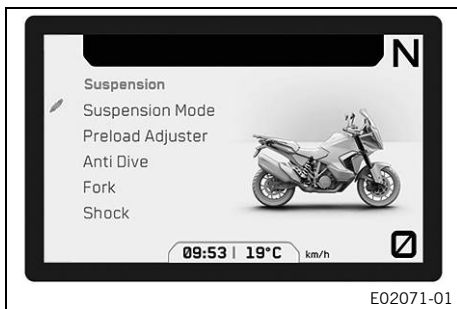 N
Suspension
Suspension Mode
Preload Adjuster
Anti Dive
Fork
Shock
09:53 | 19°C km/h
E02071-01